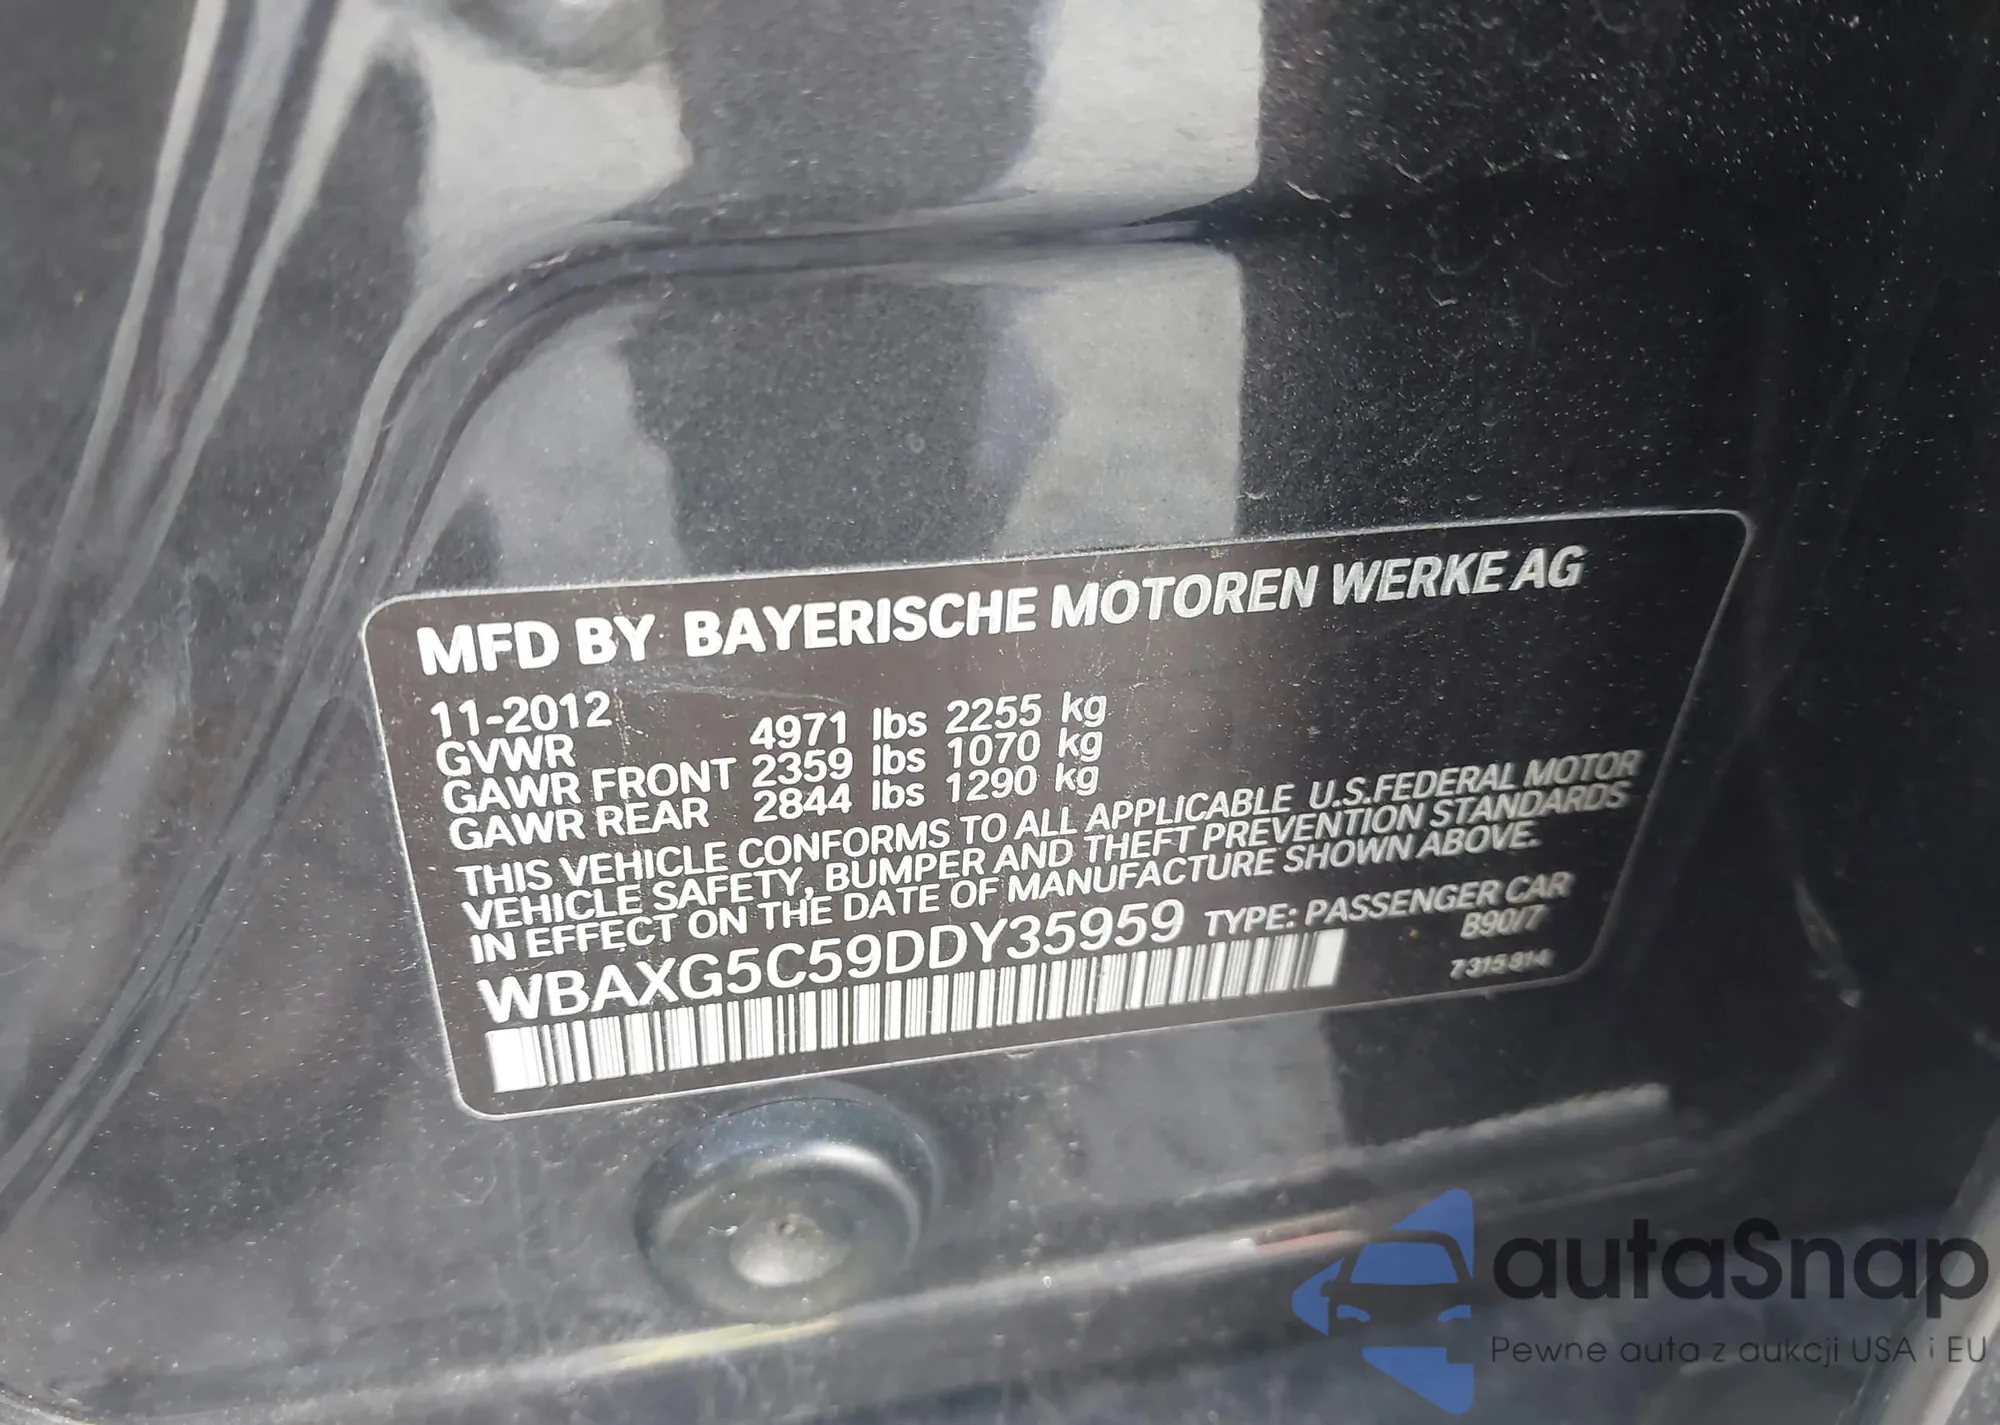 MFD BY BAYERISCHE MOTOREN WERKE AG
11-2012
GVWR 4971 lbs 2255 kg
GAWR FRONT 2359 lbs 1070 kg
GAWR REAR 2844 lbs 1290 kg
THIS VEHICLE CONFORMS TO ALL APPLICABLE U.S.FEDERAL MOTOR
VEHICLE SAFETY, BUMPER AND THEFT PREVENTION STANDARDS
IN EFFECT ON THE DATE OF MANUFACTURE SHOWN ABOVE.
WBAXG5C59DDY35959 TYPE: PASSENGER CAR
B90/7
7 315 814
autaSnap
Pewne auta z aukcji USA i EU